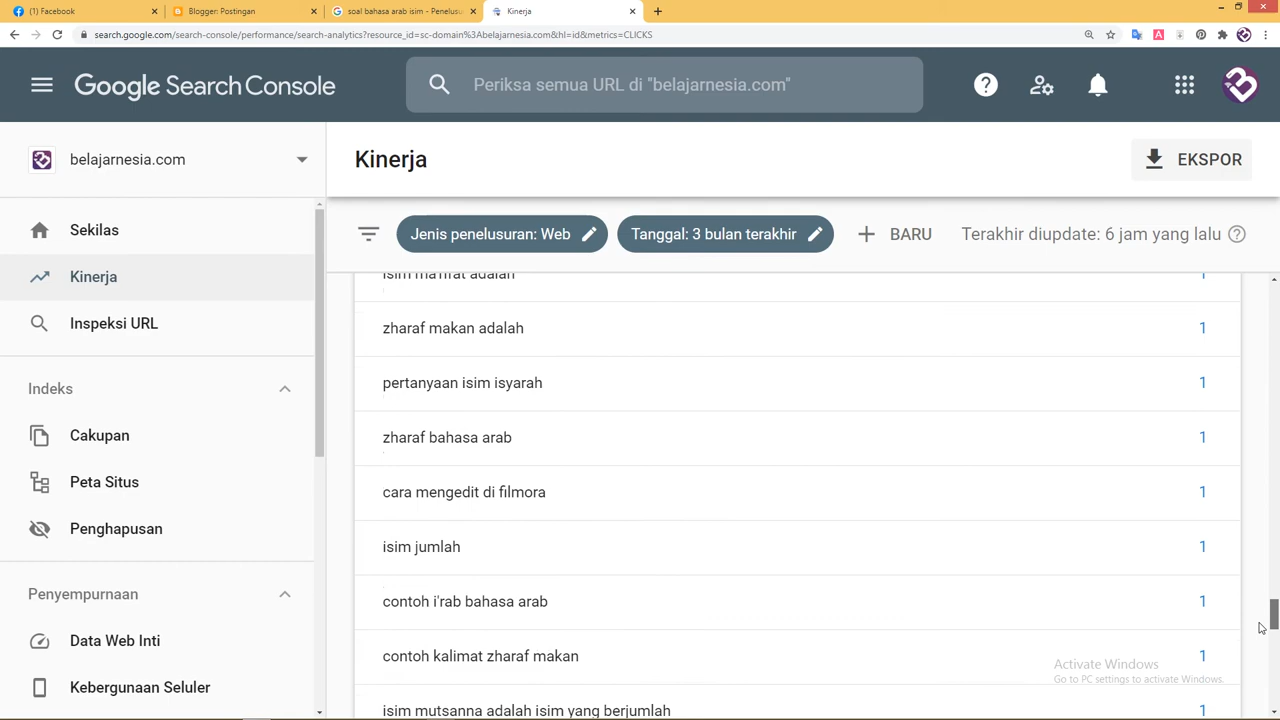 (1) Facebook
Blogger: Postingan
soal bahasa arab isim - Penelusu
Kinerja
search.google.com/search-console/performance/search-analytics?resource_id=sc-domain%3Abelajarnesia.com&hl=id&metrics=CLICKS
Google Search Console
Periksa semua URL di "belajarnesia.com"
belajarnesia.com
Kinerja
EKSPOR
Sekilas
Kinerja
Inspeksi URL
Indeks
Cakupan
Peta Situs
Penghapusan
Penyempurnaan
Data Web Inti
Kebergunaan Seluler
Jenis penelusuran: Web
Tanggal: 3 bulan terakhir
BARU
Terakhir diupdate: 6 jam yang lalu
isim ma'rifat adalah 1
zharaf makan adalah 1
pertanyaan isim isyarah 1
zharaf bahasa arab 1
cara mengedit di filmora 1
isim jumlah 1
contoh i'rab bahasa arab 1
contoh kalimat zharaf makan 1
isim mutsanna adalah isim yang berjumlah 1
Activate Windows
Go to PC settings to activate Windows.